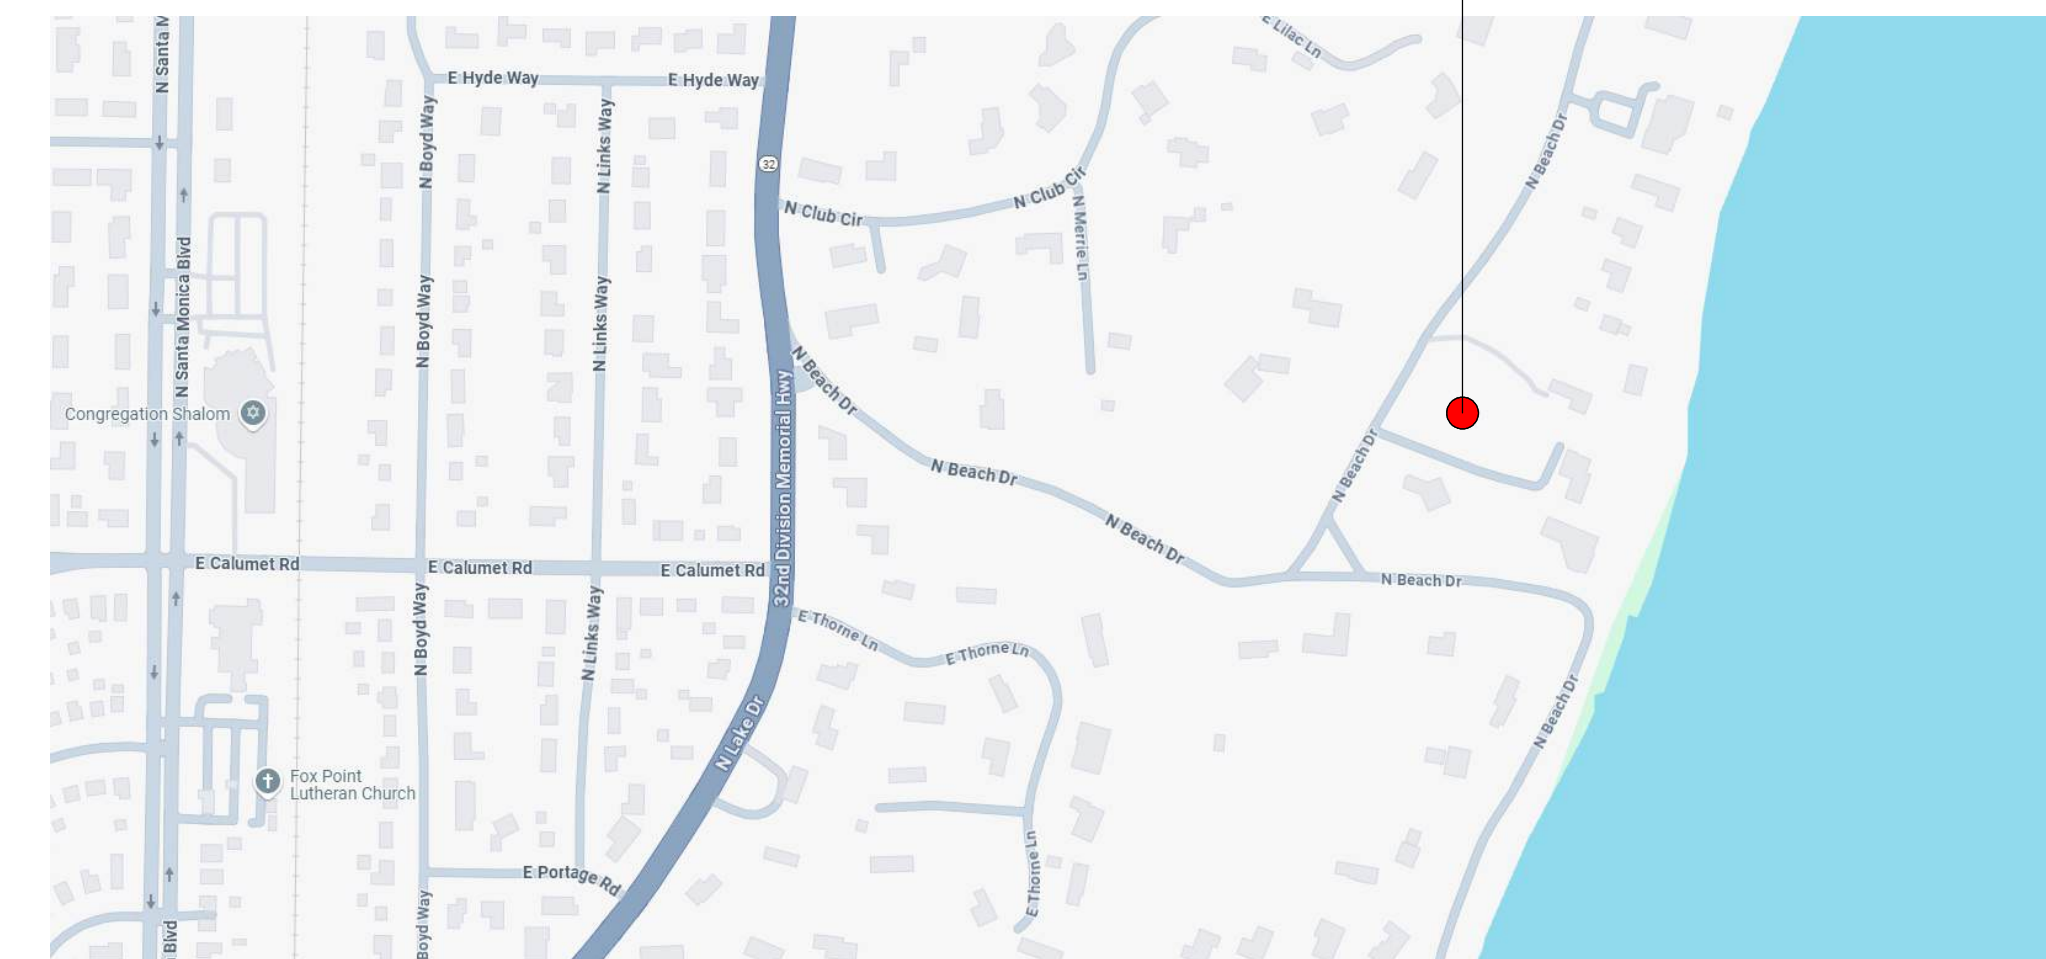 N Santa M
E Lilac Ln
E Hyde Way
E Hyde Way
N Boyd Way
N Links Way
N Beach Dr
32
N Club Cir
N Club Cir
N Merrie Ln
N Santa Monica Blvd
N Boyd Way
N Links Way
N Beach Dr
32nd Division Memorial Hwy
Congregation Shalom
N Beach Dr
N Beach Dr
N Beach Dr
E Calumet Rd
E Calumet Rd
E Calumet Rd
N Beach Dr
N Boyd Way
N Links Way
E Thorne Ln
E Thorne Ln
N Lake Dr
N Beach Dr
Fox Point
Lutheran Church
E Portage Rd
E Thorne Ln
Boyd Way
Blvd